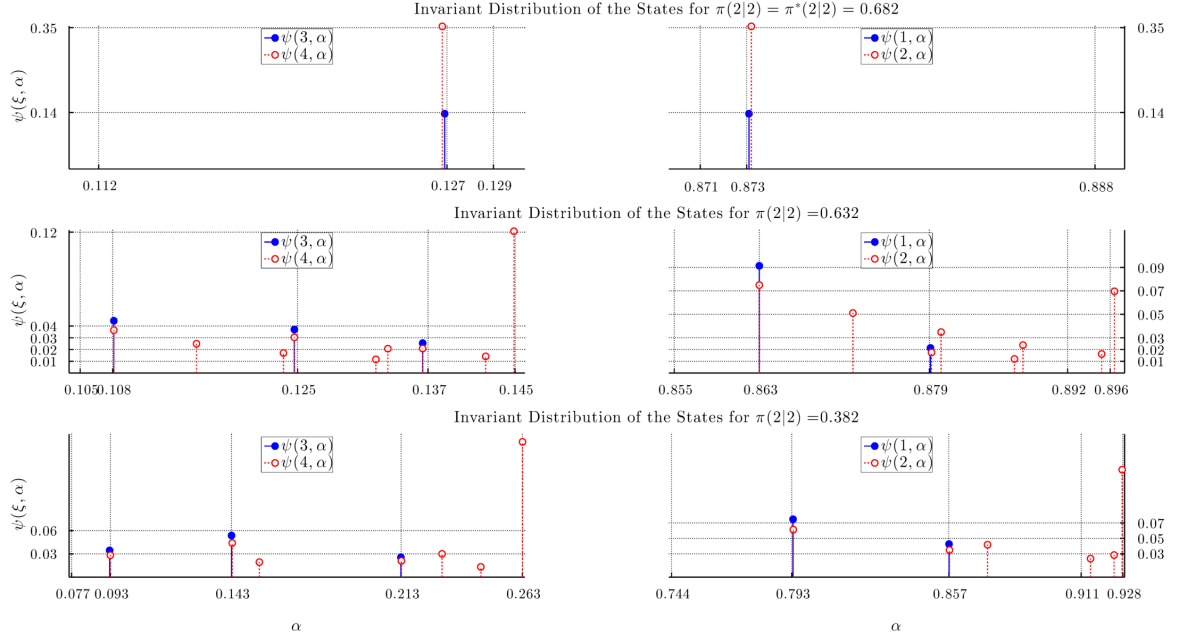 Invariant Distribution of the States for π(2|2) = π*(2|2) = 0.682
0.35
ψ(3, α)
ψ(4, α)
ψ(1, α)
ψ(2, α)
0.35
ψ(ξ, α)
0.14
0.14
0.112
0.127
0.129
0.871
0.873
0.888
Invariant Distribution of the States for π(2|2) =0.632
0.12
ψ(3, α)
ψ(4, α)
ψ(1, α)
ψ(2, α)
ψ(ξ, α)
0.04
0.03
0.02
0.01
0.09
0.07
0.05
0.03
0.02
0.01
0.105
0.108
0.125
0.137
0.145
0.855
0.863
0.879
0.892
0.896
Invariant Distribution of the States for π(2|2) =0.382
ψ(3, α)
ψ(4, α)
ψ(1, α)
ψ(2, α)
ψ(ξ, α)
0.06
0.03
0.07
0.05
0.03
0.077
0.093
0.143
0.213
0.263
0.744
0.793
0.857
0.911
0.928
α
α